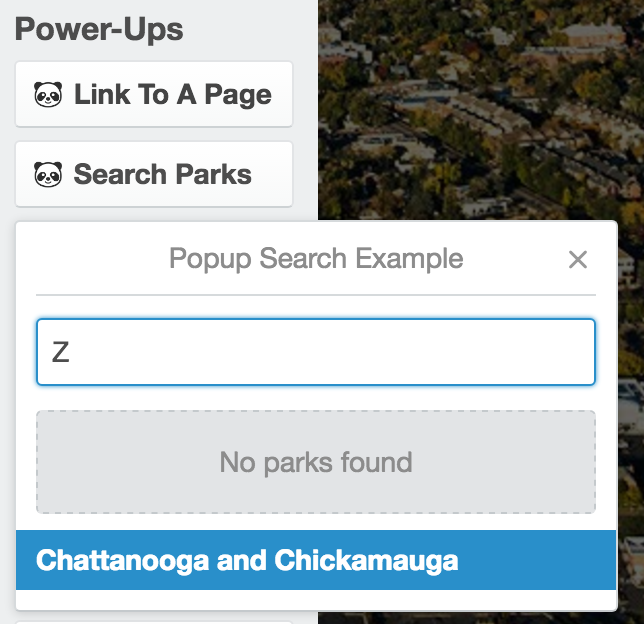 Power-Ups
Link To A Page
Search Parks
Popup Search Example
Z
No parks found
Chattanooga and Chickamauga